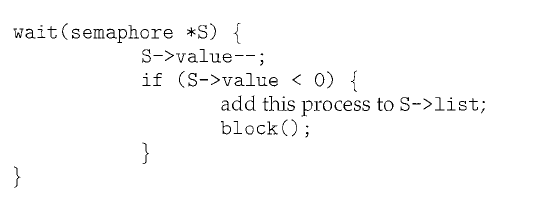 wait(semaphore *S) {
S->value--;
if (S->value < 0) {
add this process to S->list;
block();
}
}